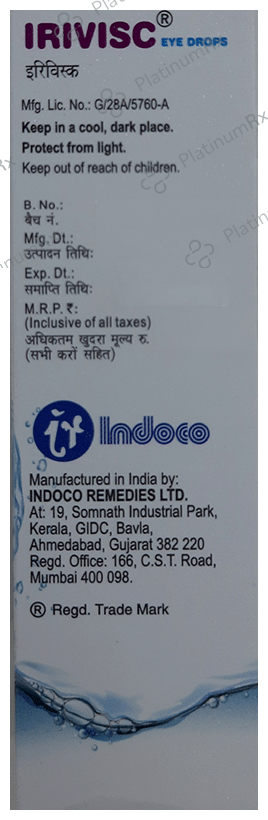 IRIVISC®
EYE DROPS
इरिविस्क
Mfg. Lic. No.: G/28A/5760-A
Keep in a cool, dark place.
Protect from light.
Keep out of reach of children.
B. No.:
बैच नं.
Mfg. Dt.:
उत्पादन तिथिः
Exp. Dt.:
समाप्ति तिथिः
M.R.P. ₹:
(Inclusive of all taxes)
अधिकतम खुदरा मूल्य रु.
(सभी करों सहित)
Indoco
Manufactured in India by:
INDOCO REMEDIES LTD.
At: 19, Somnath Industrial Park,
Kerala, GIDC, Bavla,
Ahmedabad, Gujarat 382 220
Regd. Office: 166, C.S.T. Road,
Mumbai 400 098.
® Regd. Trade Mark
PlatinumRx
PlatinumRx
PlatinumRx